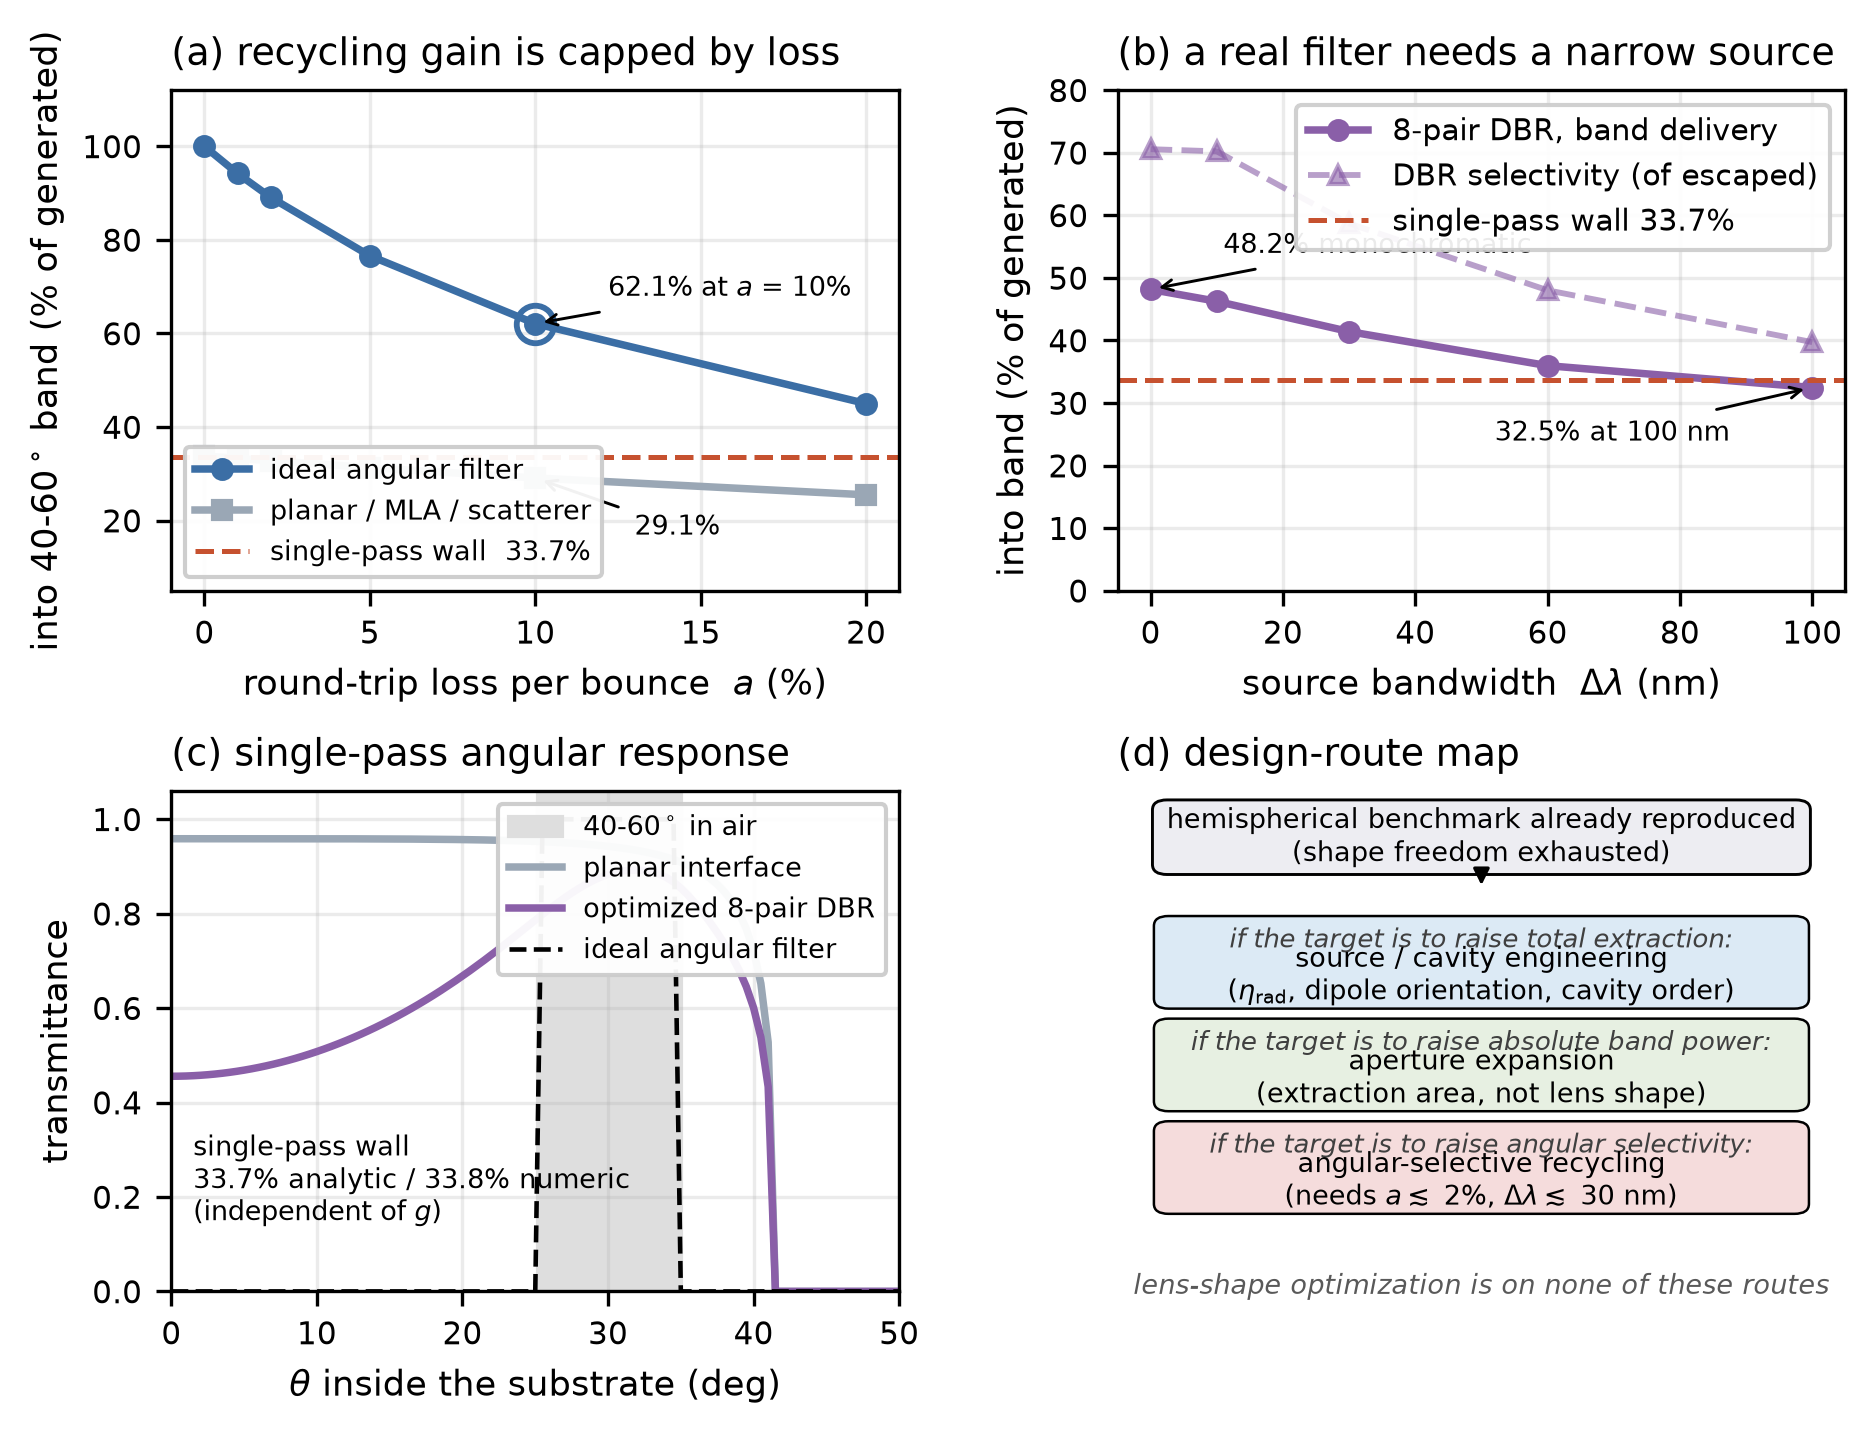 (a) recycling gain is capped by loss
into 40-60° band (% of generated)
100
80
60
40
20
62.1% at a = 10%
29.1%
ideal angular filter
planar / MLA / scatterer
single-pass wall 33.7%
0 5 10 15 20
round-trip loss per bounce a (%)
(b) a real filter needs a narrow source
into band (% of generated)
80
70
60
50
40
30
20
10
0
8-pair DBR, band delivery
DBR selectivity (of escaped)
single-pass wall 33.7%
48.2% monochromatic
32.5% at 100 nm
0 20 40 60 80 100
source bandwidth Δλ (nm)
(c) single-pass angular response
transmittance
1.0
0.8
0.6
0.4
0.2
0.0
40-60° in air
planar interface
optimized 8-pair DBR
ideal angular filter
single-pass wall
33.7% analytic / 33.8% numeric
(independent of g)
0 10 20 30 40 50
θ inside the substrate (deg)
(d) design-route map
hemispherical benchmark already reproduced
(shape freedom exhausted)
if the target is to raise total extraction:
source / cavity engineering
(ηrad, dipole orientation, cavity order)
if the target is to raise absolute band power:
aperture expansion
(extraction area, not lens shape)
if the target is to raise angular selectivity:
angular-selective recycling
(needs a ≲ 2%, Δλ ≲ 30 nm)
lens-shape optimization is on none of these routes